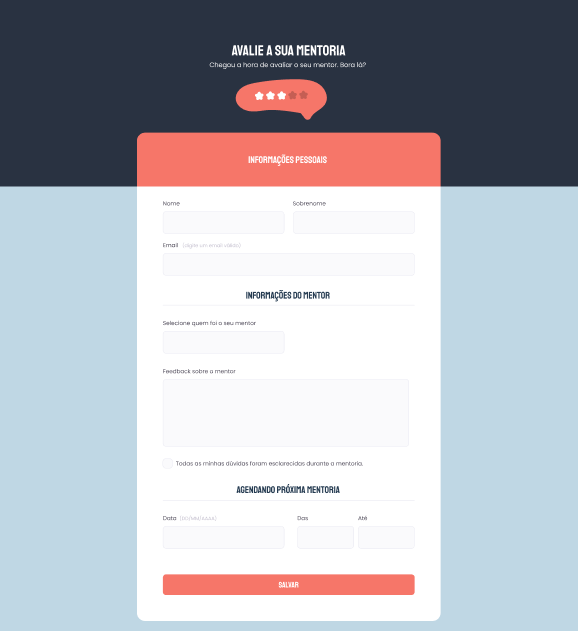 AVALIE A SUA MENTORIA
Chegou a hora de avaliar o seu mentor. Bora lá?
INFORMAÇÕES PESSOAIS
Nome
Sobrenome
Email (digite um email válido)
INFORMAÇÕES DO MENTOR
Selecione quem foi o seu mentor
Feedback sobre o mentor
Todas as minhas dúvidas foram esclarecidas durante a mentoria.
AGENDANDO PRÓXIMA MENTORIA
Data (DD/MM/AAAA)
Das
Até
SALVAR